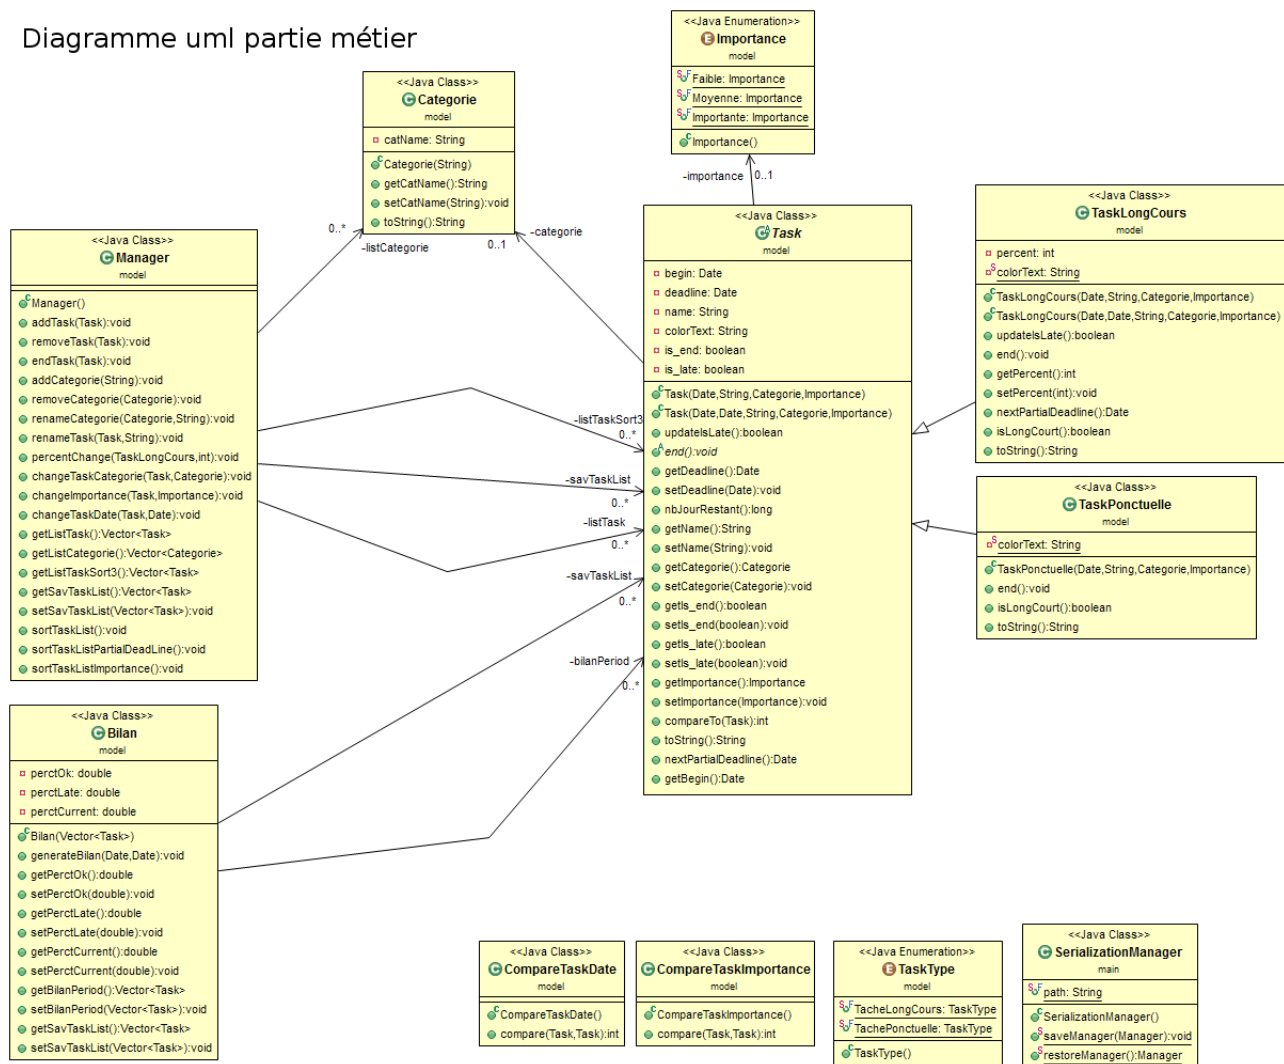 Diagramme uml partie métier
<<Java Enumeration>>
Importance
model
Faible: Importance
Moyenne: Importance
Importante: Importance
Importance()
<<Java Class>>
Categorie
model
catName: String
Categorie(String)
getCatName():String
setCatName(String):void
toString():String
-importance
0..1
0..*
-listCategorie
0..1
-categorie
<<Java Class>>
Manager
model
Manager()
addTask(Task):void
removeTask(Task):void
endTask(Task):void
addCategorie(String):void
removeCategorie(Categorie):void
renameCategorie(Categorie,String):void
renameTask(Task,String):void
percentChange(TaskLongCours,int):void
changeTaskCategorie(Task,Categorie):void
changeImportance(Task,Importance):void
changeTaskDate(Task,Date):void
getListTask():Vector<Task>
getListCategorie():Vector<Categorie>
getListTaskSort3():Vector<Task>
getSavTaskList():Vector<Task>
setSavTaskList(Vector<Task>):void
sortTaskList():void
sortTaskListPartialDeadLine():void
sortTaskListImportance():void
-listTaskSort3
0..*
-savTaskList
0..*
-listTask
0..*
-savTaskList
0..*
-bilanPeriod
0..*
<<Java Class>>
Task
model
begin: Date
deadline: Date
name: String
colorText: String
is_end: boolean
is_late: boolean
Task(Date,String,Categorie,Importance)
Task(Date,Date,String,Categorie,Importance)
updateIsLate():boolean
end():void
getDeadline():Date
setDeadline(Date):void
nbJourRestant():long
getName():String
setName(String):void
getCategorie():Categorie
setCategorie(Categorie):void
getIs_end():boolean
setIs_end(boolean):void
getIs_late():boolean
setIs_late(boolean):void
getImportance():Importance
setImportance(Importance):void
compareTo(Task):int
toString():String
nextPartialDeadline():Date
getBegin():Date
<<Java Class>>
TaskLongCours
model
percent: int
colorText: String
TaskLongCours(Date,String,Categorie,Importance)
TaskLongCours(Date,Date,String,Categorie,Importance)
updateIsLate():boolean
end():void
getPercent():int
setPercent(int):void
nextPartialDeadline():Date
isLongCourt():boolean
toString():String
<<Java Class>>
TaskPonctuelle
model
colorText: String
TaskPonctuelle(Date,String,Categorie,Importance)
end():void
isLongCourt():boolean
toString():String
<<Java Class>>
Bilan
model
perctOk: double
perctLate: double
perctCurrent: double
Bilan(Vector<Task>)
generateBilan(Date,Date):void
getPerctOk():double
setPerctOk(double):void
getPerctLate():double
setPerctLate(double):void
getPerctCurrent():double
setPerctCurrent(double):void
getBilanPeriod():Vector<Task>
setBilanPeriod(Vector<Task>):void
getSavTaskList():Vector<Task>
setSavTaskList(Vector<Task>):void
<<Java Class>>
CompareTaskDate
model
CompareTaskDate()
compare(Task,Task):int
<<Java Class>>
CompareTaskImportance
model
CompareTaskImportance()
compare(Task,Task):int
<<Java Enumeration>>
TaskType
model
TacheLongCours: TaskType
TachePonctuelle: TaskType
TaskType()
<<Java Class>>
SerializationManager
main
path: String
SerializationManager()
saveManager(Manager):void
restoreManager():Manager